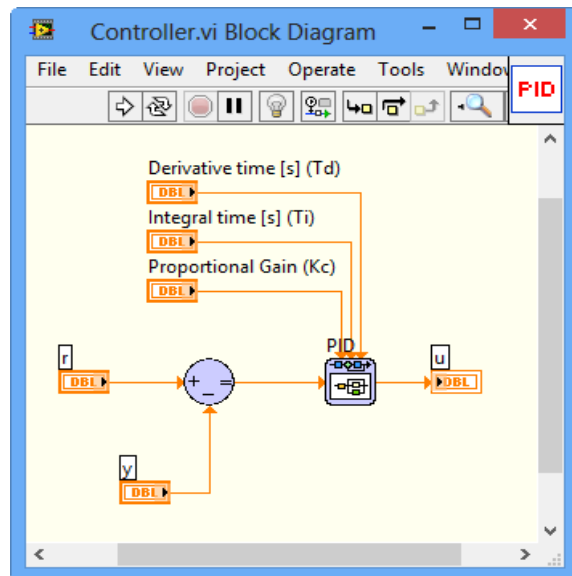 Controller.vi Block Diagram
File Edit View Project Operate Tools Window
PID
Derivative time [s] (Td)
DBL
Integral time [s] (Ti)
DBL
Proportional Gain (Kc)
DBL
PID
r
u
DBL
DBL
y
DBL